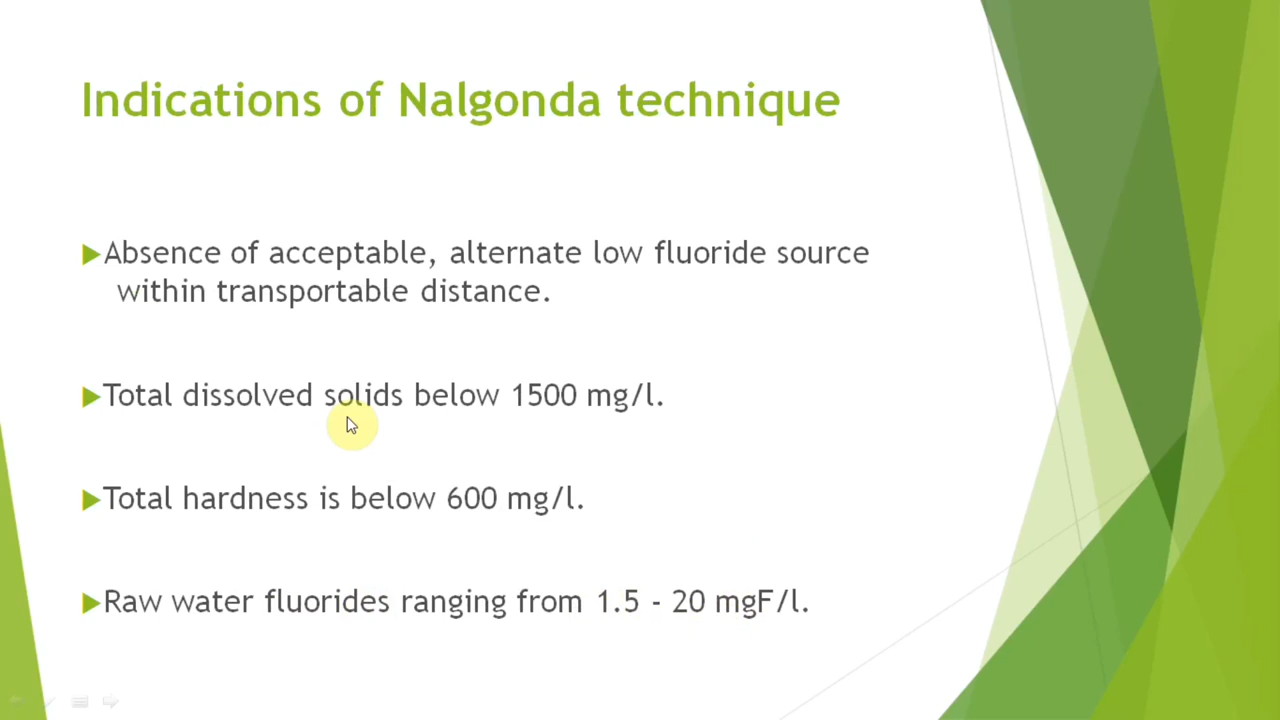 Indications of Nalgonda technique
Absence of acceptable, alternate low fluoride source
within transportable distance.
Total dissolved solids below 1500 mg/l.
Total hardness is below 600 mg/l.
Raw water fluorides ranging from 1.5 - 20 mgF/l.